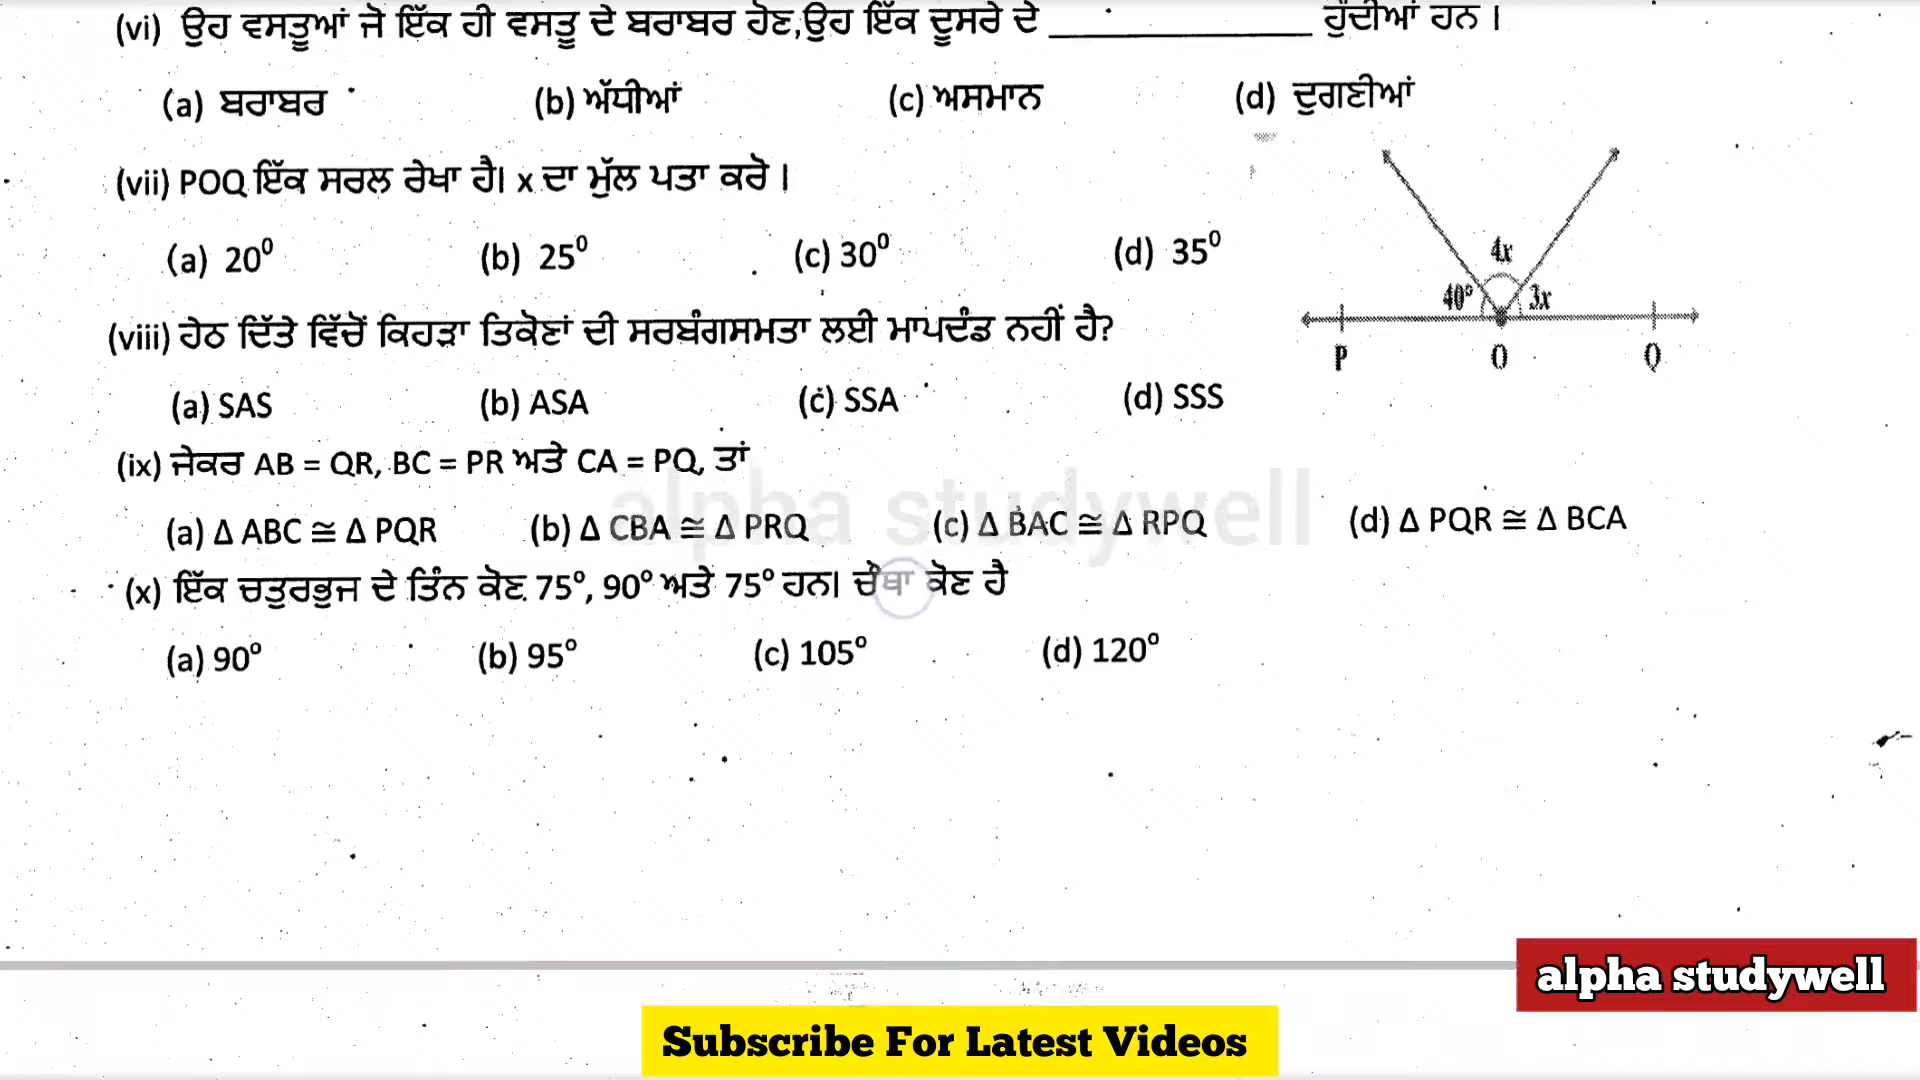 (vi) ਉਹ ਵਸਤੂਆਂ ਜੋ ਇੱਕ ਹੀ ਵਸਤੂ ਦੇ ਬਰਾਬਰ ਹੋਣ,ਉਹ ਇੱਕ ਦੂਸਰੇ ਦੇ ______________ ਹੁੰਦੀਆਂ ਹਨ ।
(a) ਬਰਾਬਰ (b) ਅੱਧੀਆਂ (c) ਅਸਮਾਨ (d) ਦੁਗਣੀਆਂ
(vii) POQ ਇੱਕ ਸਰਲ ਰੇਖਾ ਹੈ। x ਦਾ ਮੁੱਲ ਪਤਾ ਕਰੋ ।
(a) 20⁰ (b) 25⁰ (c) 30⁰ (d) 35⁰
4x
40° 3x
P O Q
(viii) ਹੇਠ ਦਿੱਤੇ ਵਿੱਚੋਂ ਕਿਹੜਾ ਤਿਕੋਣਾਂ ਦੀ ਸਰਬੰਗਸਮਤਾ ਲਈ ਮਾਪਦੰਡ ਨਹੀਂ ਹੈ?
(a) SAS (b) ASA (c) SSA (d) SSS
(ix) ਜੇਕਰ AB = QR, BC = PR ਅਤੇ CA = PQ, ਤਾਂ
(a) Δ ABC ≅ Δ PQR (b) Δ CBA ≅ Δ PRQ (c) Δ BAC ≅ Δ RPQ (d) Δ PQR ≅ Δ BCA
(x) ਇੱਕ ਚਤੁਰਭੁਜ ਦੇ ਤਿੰਨ ਕੋਣ 75°, 90° ਅਤੇ 75° ਹਨ। ਚੌਥਾ ਕੋਣ ਹੈ
(a) 90° (b) 95° (c) 105° (d) 120°
alpha studywell
alpha studywell
Subscribe For Latest Videos